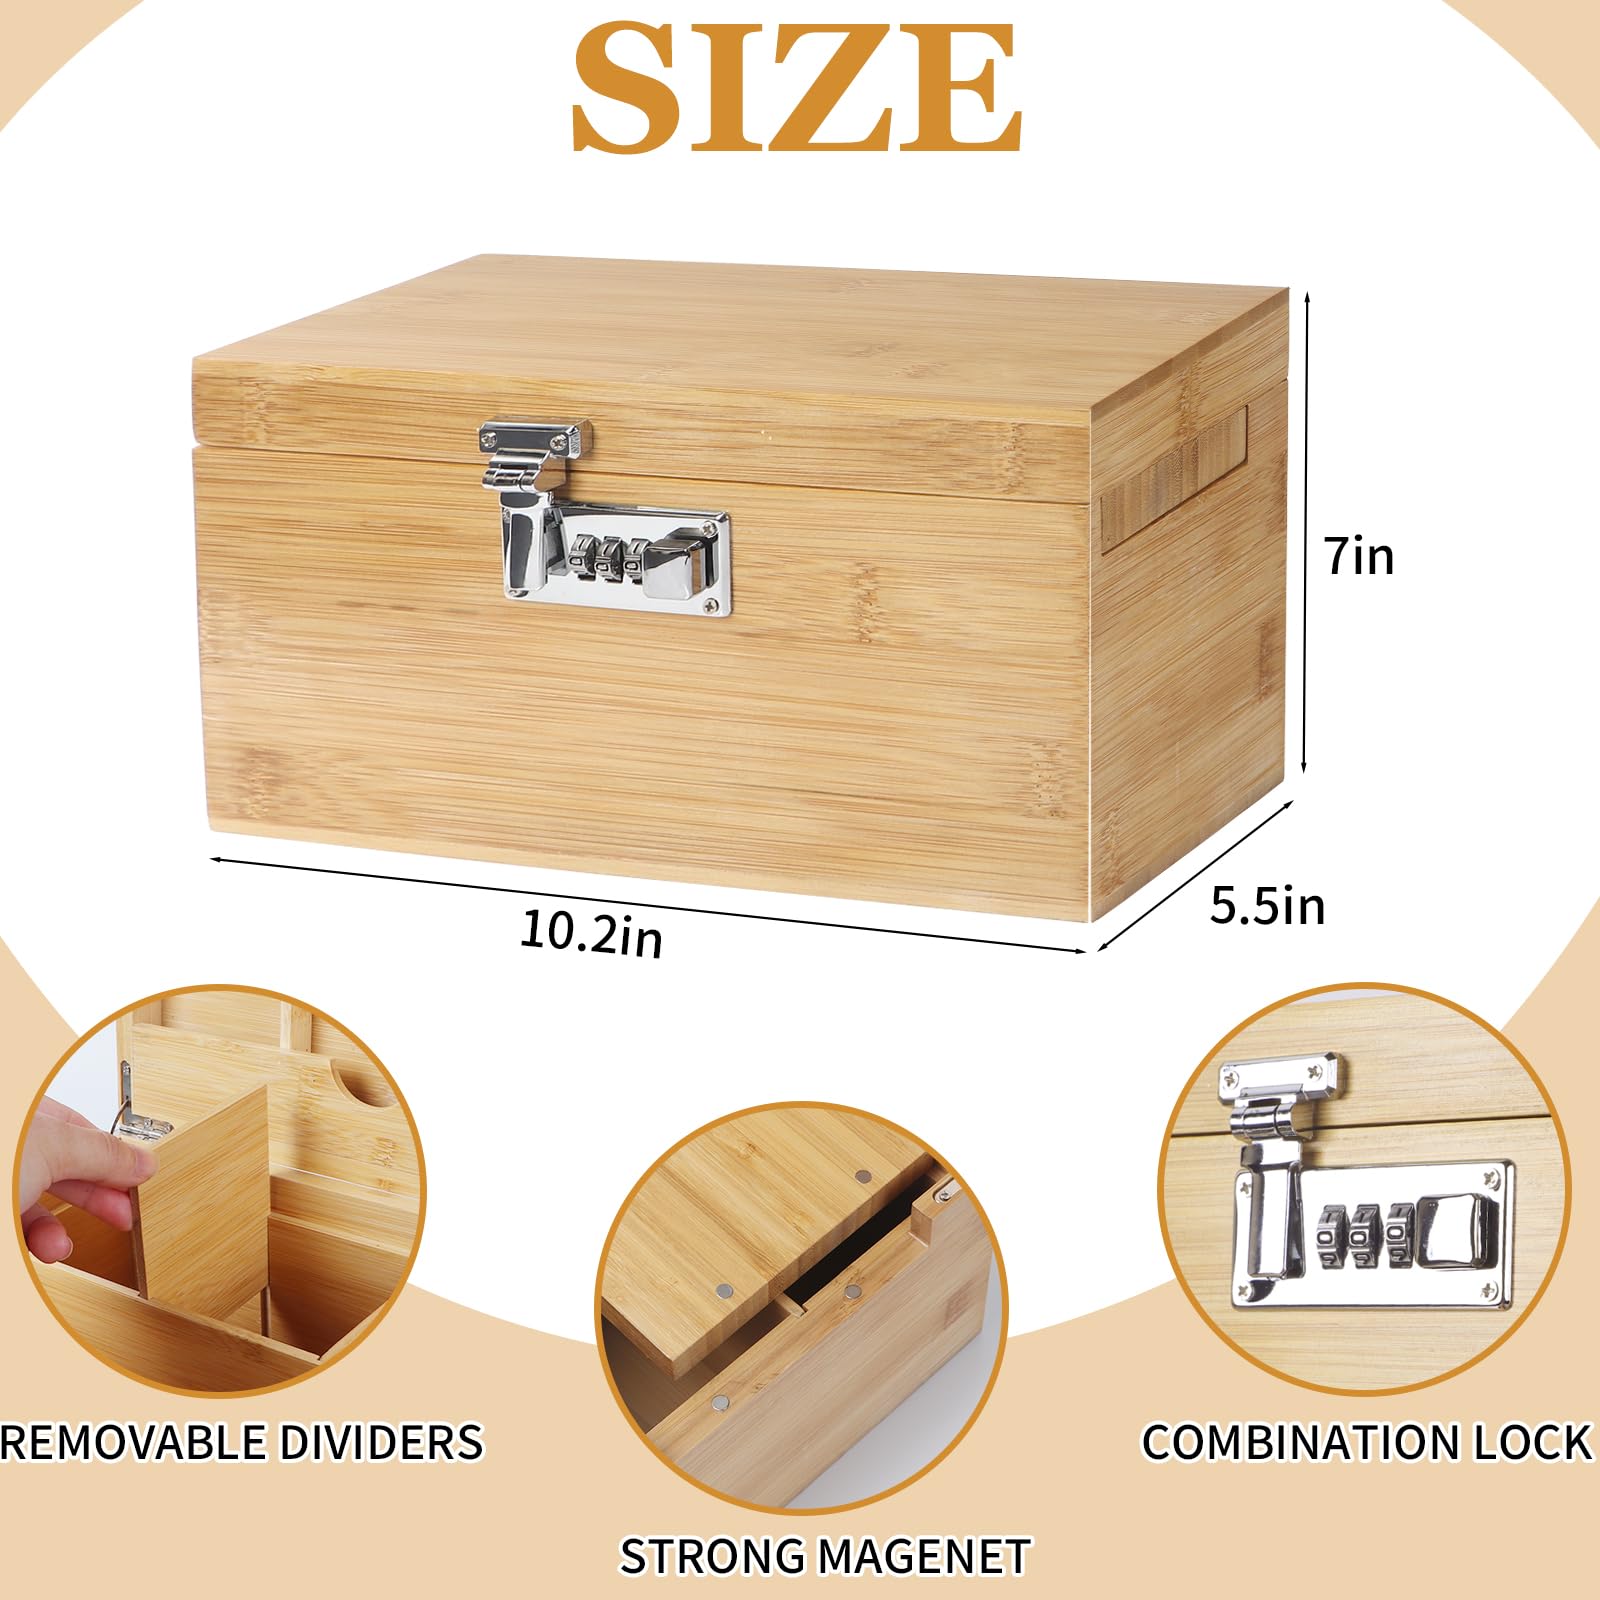 SIZE
7in
5.5in
10.2in
REMOVABLE DIVIDERS
COMBINATION LOCK
STRONG MAGENET